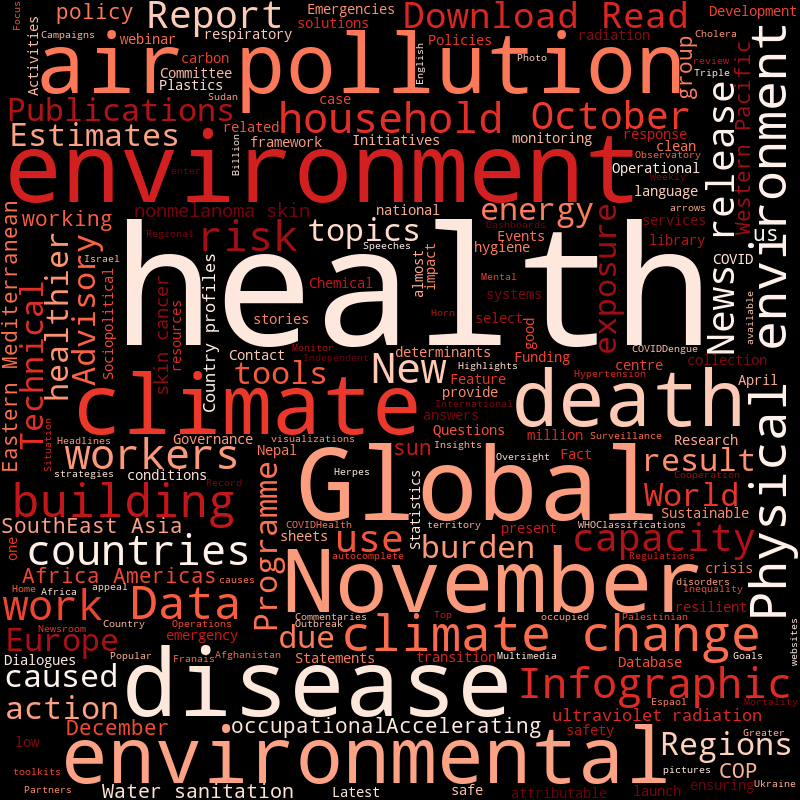 Focus
policy
Report
Emergencies
solutions
Download Read
Development
Campaigns
webinar
respiratory
Policies
radiation
Cholera
Activities
air pollution
carbon
Committee
Plastics
English
Photo
group
review
Triple
Sudan
case
Publications
household
October
Estimates
related
framework
Initiatives
monitoring
response
clean
Observatory
Billion
environment
Operational
Weekly
enter
language
arrows
Western Pacific
News release
Physical environment
Eastern Mediterranean
working
nonmelanoma skin
national
energy
services
Regional
risk
topics
Speeches
Dashboards
Events
hygiene
exposure
library
us
health
Israel
COVID
healthier
Advisory
Technical
Sociopolitical
skin cancer
resources
Country profiles
Chemical
almost
impact
Mental
systems
Horn
select
good
available
stories
Monitor
Independent
New
Contact
determinants
Highlights
Funding
COVIDDengue
centre
collection
tools
Feature
provide
Hypertension
April
climate
death
answers
International
Questions
million
Surveillance
Research
Situation
Headlines
Governance
visualizations
workers
Nepal
sun
Insights
Oversight
Fact
result
strategies
conditions
Herpes
Global
Cooperation
Record
building
Programme
Statistics
World
Sustainable
SouthEast Asia
COVIDHealth
territory
present
WHOClassifications
sheets
use
capacity
Regulations
one
countries
autocomplete
burden
crisis
Africa Americas
causes
November
disorders
Inequality
Home
Africa
appeal
work Data
resilient
Commentaries
Top
occupied
Palestinian
Newsroom
Country
Operations
Outbreak
emergency
Europe
due
climate change
websites
Dialogues
Popular
Franais
Afghanistan
Statements
transition
Multimedia
Database
Goals
caused
disease
Infographic
Espaol
Mortality
action
December
occupationalAccelerating
ultraviolet radiation
safety
Greater
low
environmental
Regions
toolkits
pictures
COP
Partners
Water sanitation
Latest
safe
attributable
launch
ensuring
Ukraine